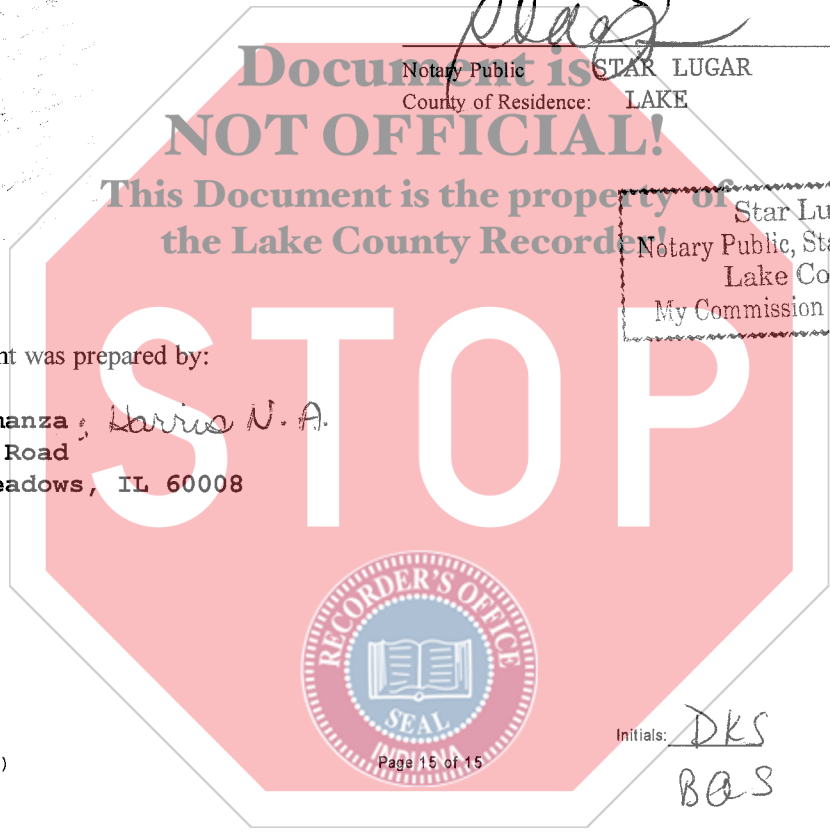 Document is
Notary Public STAR LUGAR
County of Residence: LAKE
NOT OFFICIAL!
This Document is the property of
the Lake County Recorder!
Star Lu
Notary Public, Sta
Lake Co
My Commission
STOP
nt was prepared by:
nanza ; Harris N.A.
Road
eadows, IL 60008
RECORDER'S OFFICE
SEAL
INDIANA
Initials: DKS
BQS
)
Page 15 of 15